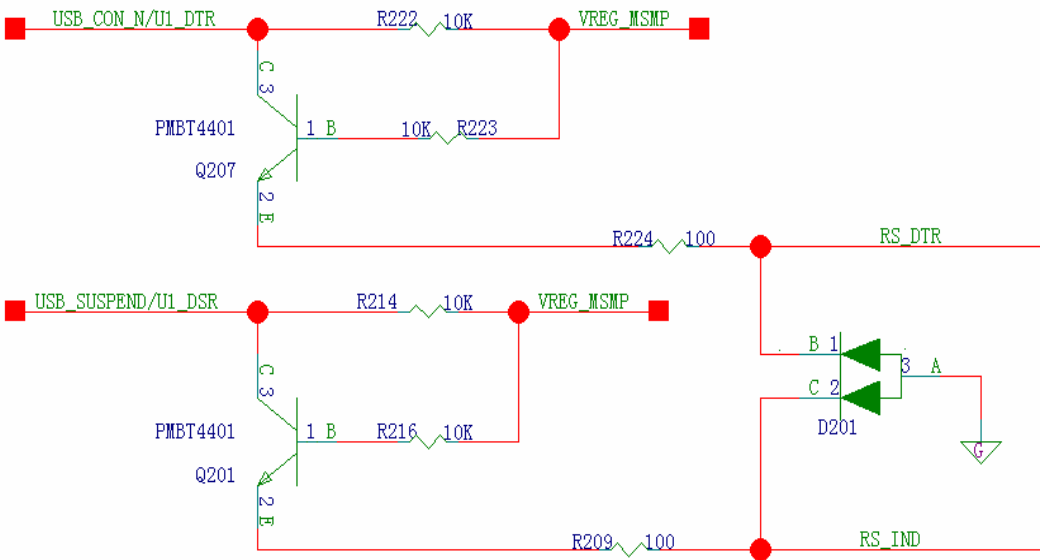 USB_CON_N/U1_DTR R222 10K VREG_MSMP
C
3
PMBT4401 1 B 10K R223
Q207
2
E
R224 100 RS_DTR
USB_SUSPEND/U1_DSR R214 10K VREG_MSMP
B 1
C
3
3 A
C 2
PMBT4401 1 B R216 10K D201
G
Q201
2
E
R209 100 RS_IND